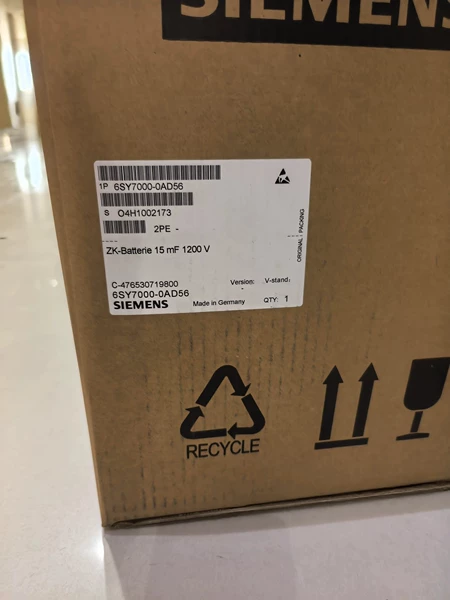 SIEMENS
1P 6SY7000-0AD56
S O4H1002173
2PE -
ORIGINAL PACKING
ZK-Batterie 15 mF 1200 V
C-476530719800 Version: V-stand:
6SY7000-0AD56 -
SIEMENS Made in Germany QTY: 1
RECYCLE